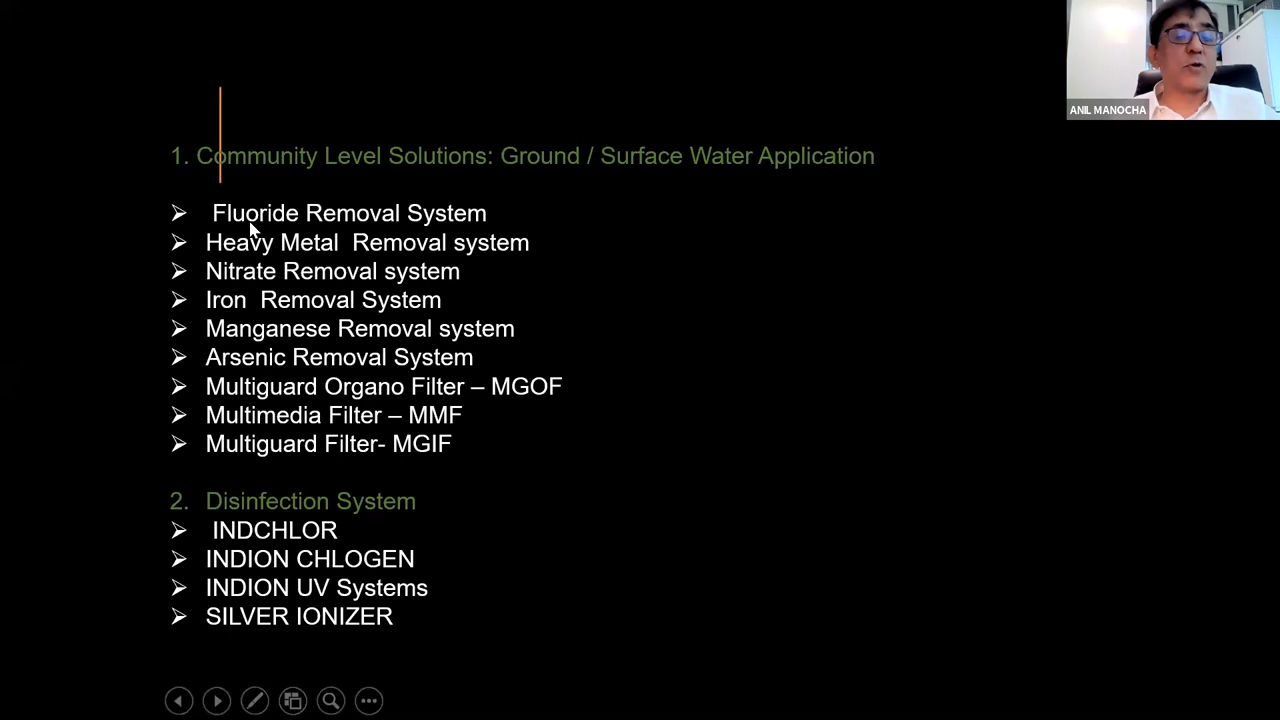 ANIL MANOCHA
1. Community Level Solutions: Ground / Surface Water Application
Fluoride Removal System
Heavy Metal  Removal system
Nitrate Removal system
Iron  Removal System
Manganese Removal system
Arsenic Removal System
Multiguard Organo Filter – MGOF
Multimedia Filter – MMF
Multiguard Filter- MGIF
2. Disinfection System
INDCHLOR
INDION CHLOGEN
INDION UV Systems
SILVER IONIZER